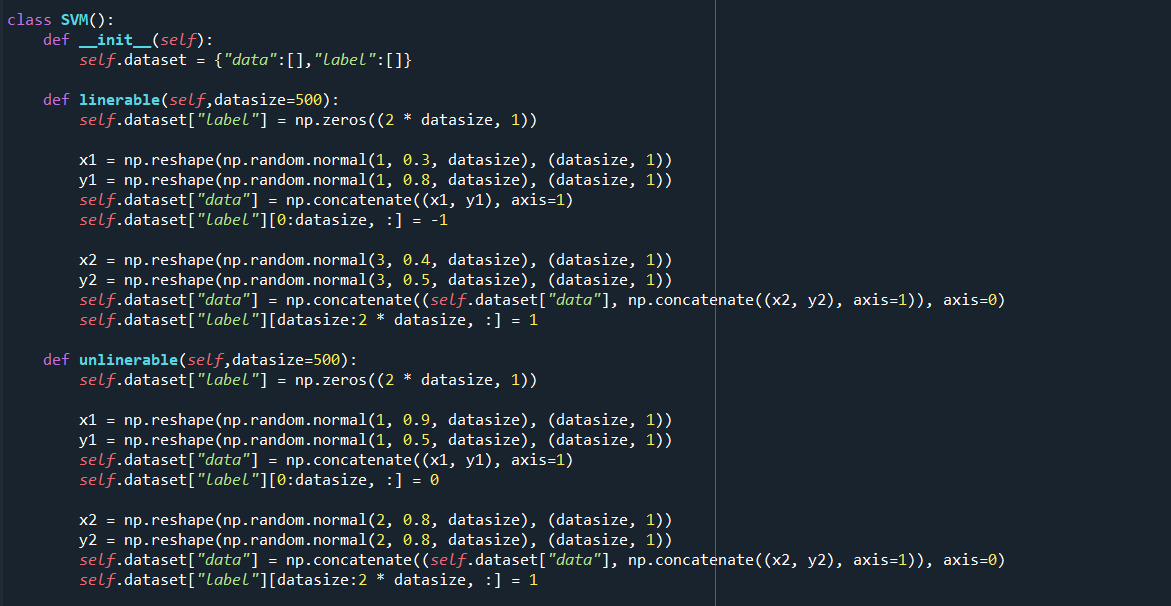 class SVM():
    def __init__(self):
        self.dataset = {"data":[],"label":[]}

    def linerable(self,datasize=500):
        self.dataset["label"] = np.zeros((2 * datasize, 1))

        x1 = np.reshape(np.random.normal(1, 0.3, datasize), (datasize, 1))
        y1 = np.reshape(np.random.normal(1, 0.8, datasize), (datasize, 1))
        self.dataset["data"] = np.concatenate((x1, y1), axis=1)
        self.dataset["label"][0:datasize, :] = -1

        x2 = np.reshape(np.random.normal(3, 0.4, datasize), (datasize, 1))
        y2 = np.reshape(np.random.normal(3, 0.5, datasize), (datasize, 1))
        self.dataset["data"] = np.concatenate((self.dataset["data"], np.concatenate((x2, y2), axis=1)), axis=0)
        self.dataset["label"][datasize:2 * datasize, :] = 1

    def unlinerable(self,datasize=500):
        self.dataset["label"] = np.zeros((2 * datasize, 1))

        x1 = np.reshape(np.random.normal(1, 0.9, datasize), (datasize, 1))
        y1 = np.reshape(np.random.normal(1, 0.5, datasize), (datasize, 1))
        self.dataset["data"] = np.concatenate((x1, y1), axis=1)
        self.dataset["label"][0:datasize, :] = 0

        x2 = np.reshape(np.random.normal(2, 0.8, datasize), (datasize, 1))
        y2 = np.reshape(np.random.normal(2, 0.8, datasize), (datasize, 1))
        self.dataset["data"] = np.concatenate((self.dataset["data"], np.concatenate((x2, y2), axis=1)), axis=0)
        self.dataset["label"][datasize:2 * datasize, :] = 1